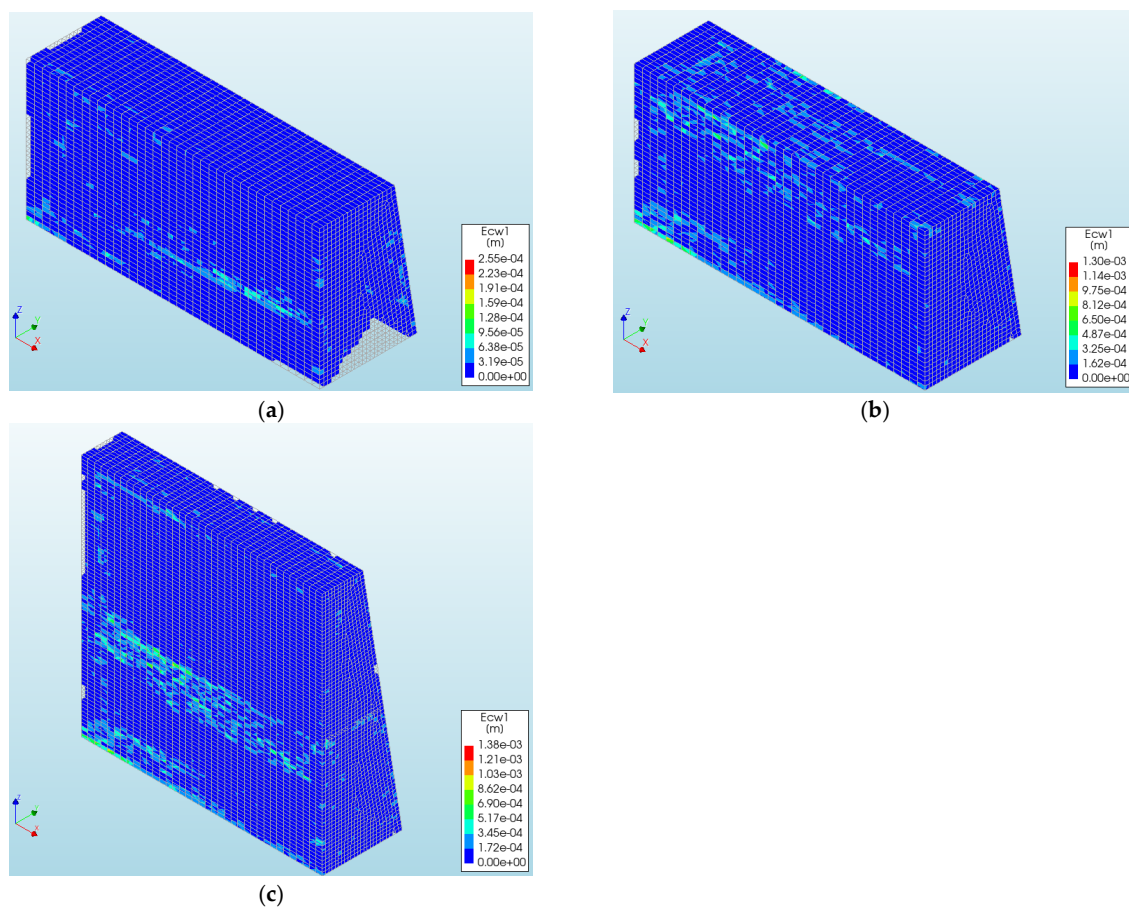 Ecw1
(m)
2.55e-04
2.23e-04
1.91e-04
1.59e-04
1.28e-04
9.56e-05
6.38e-05
3.19e-05
0.00e+00
Z
Y
X
(a)
Ecw1
(m)
1.30e-03
1.14e-03
9.75e-04
8.12e-04
6.50e-04
4.87e-04
3.25e-04
1.62e-04
0.00e+00
Z
Y
X
(b)
Ecw1
(m)
1.38e-03
1.21e-03
1.03e-03
8.62e-04
6.90e-04
5.17e-04
3.45e-04
1.72e-04
0.00e+00
Z
Y
X
(c)